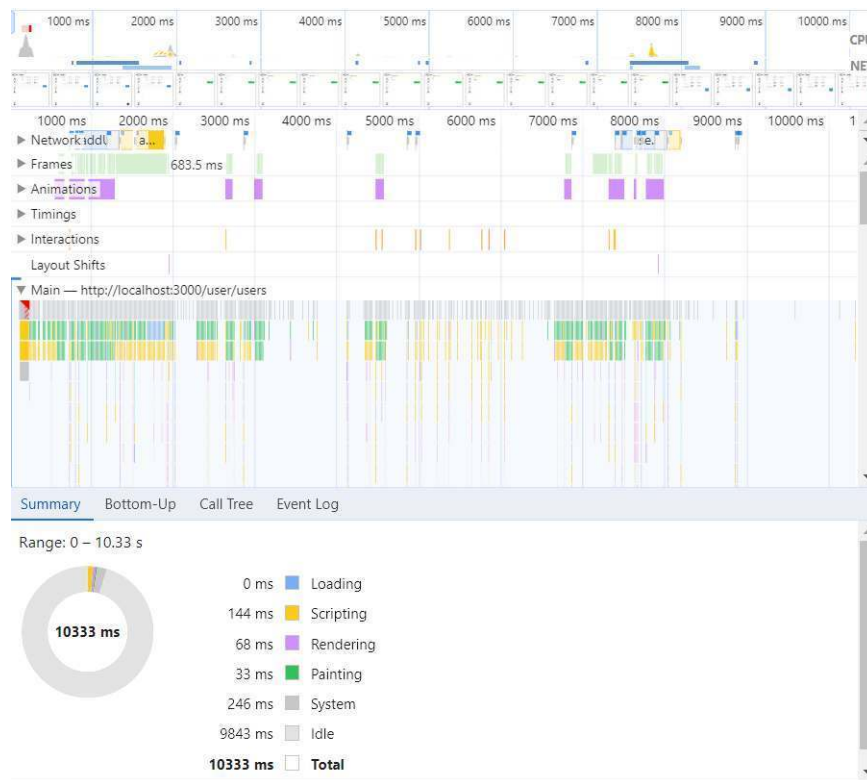 1000 ms 2000 ms 3000 ms 4000 ms 5000 ms 6000 ms 7000 ms 8000 ms 9000 ms 10000 ms
CPU
NE
1000 ms 2000 ms 3000 ms 4000 ms 5000 ms 6000 ms 7000 ms 8000 ms 9000 ms 10000 ms 1
Network a...
Frames 683.5 ms
Animations
Timings
Interactions
Layout Shifts
Main — http://localhost:3000/user/users
Summary Bottom-Up Call Tree Event Log
Range: 0 – 10.33 s
0 ms Loading
144 ms Scripting
10333 ms
68 ms Rendering
33 ms Painting
246 ms System
9843 ms Idle
10333 ms Total